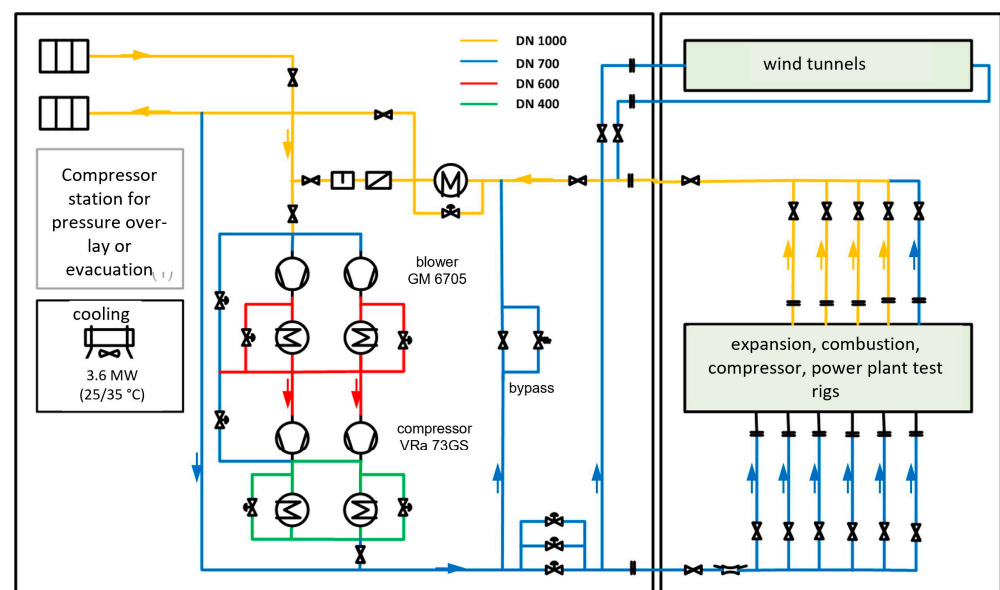 DN 1000
DN 700
DN 600
DN 400
wind tunnels
Compressor
station for
pressure over-
lay or
evacuation
cooling
3.6 MW
(25/35 °C)
blower
GM 6705
bypass
compressor
VRa 73GS
expansion, combustion,
compressor, power plant test
rigs